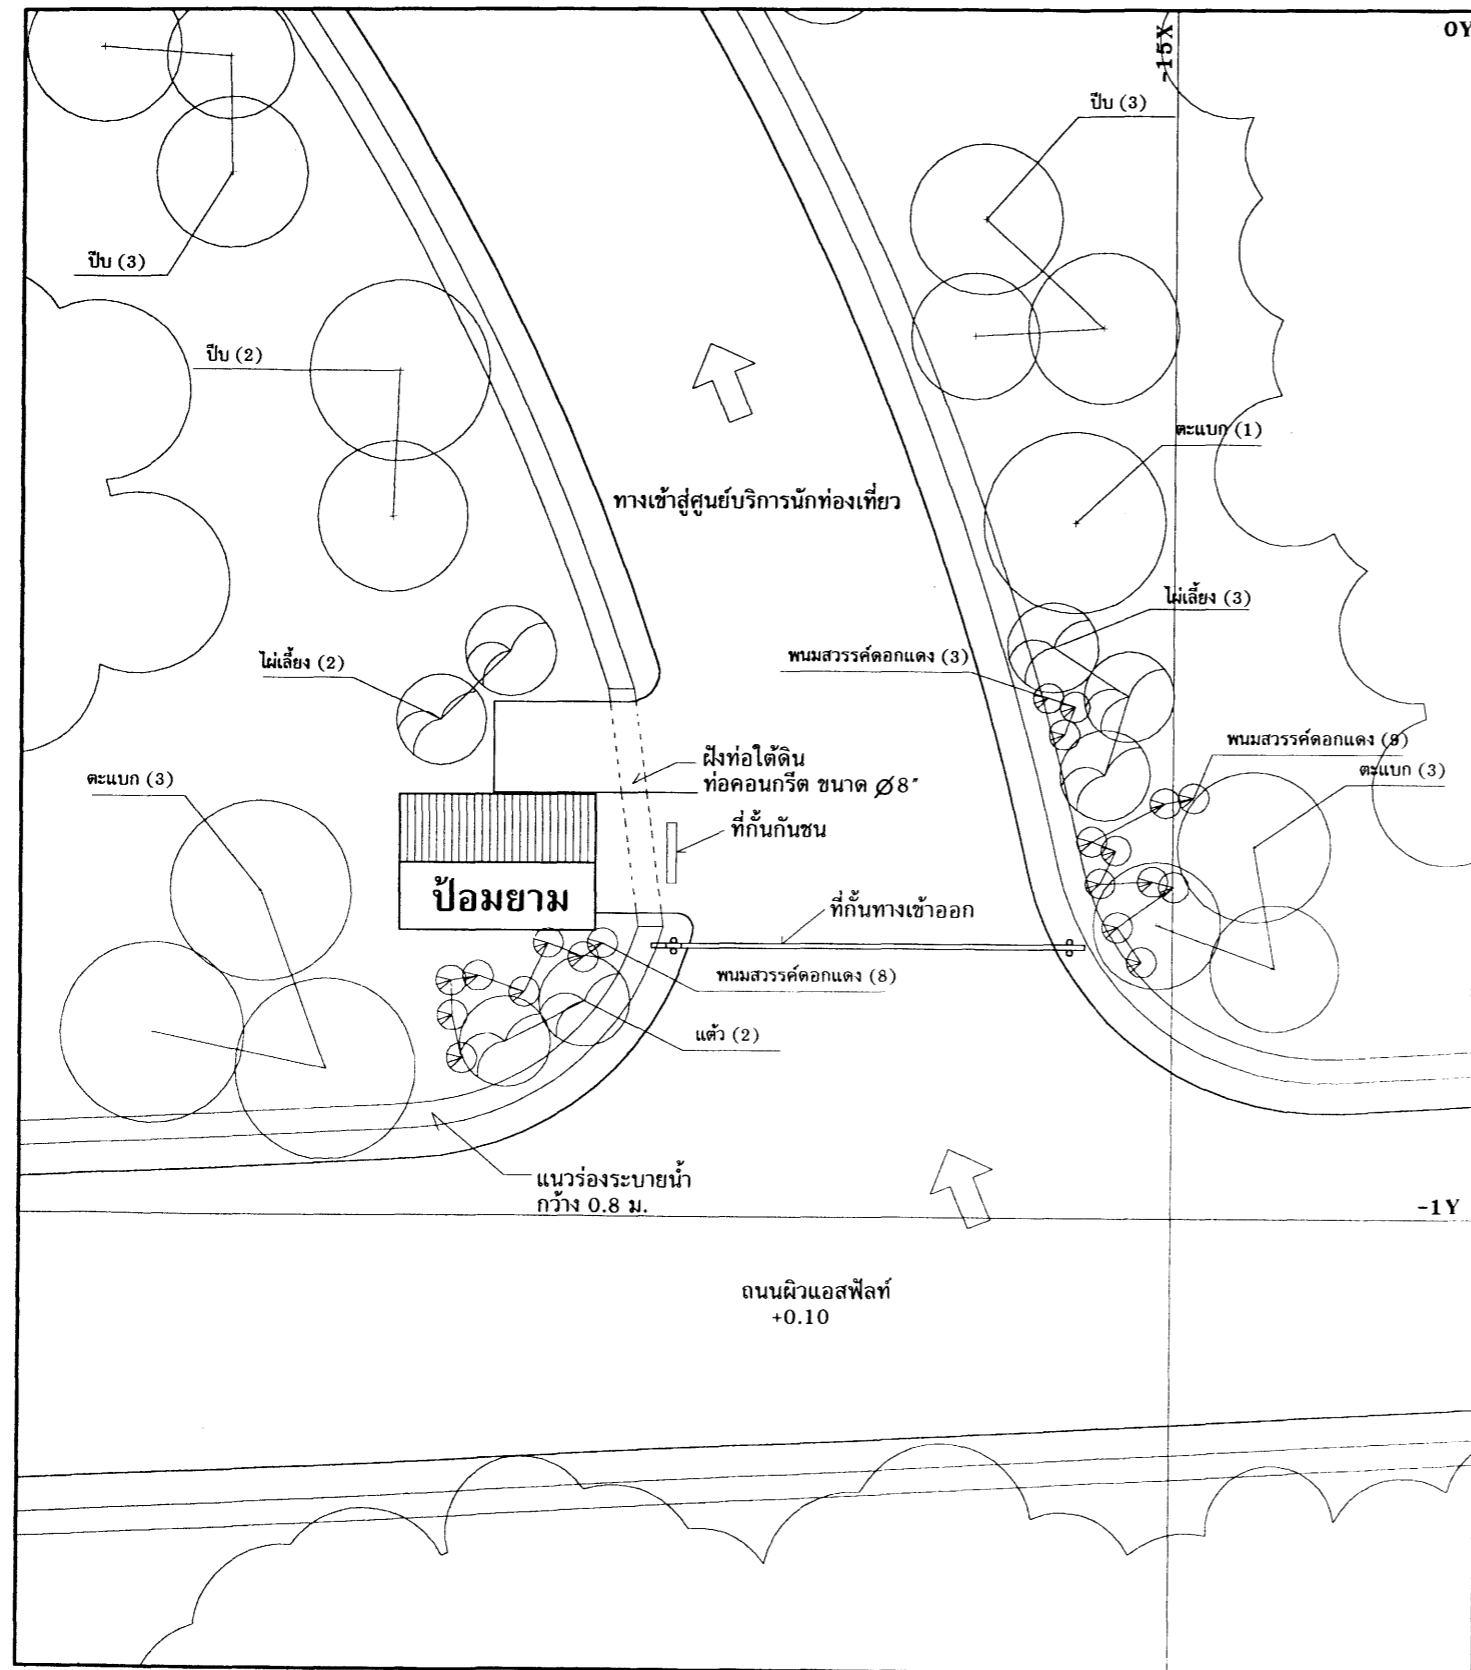 -15X
0Y
ปีบ (3)
ปีบ (3)
ปีบ (2)
ตะแบก (1)
ทางเข้าสู่ศูนย์บริการนักท่องเที่ยว
ไผ่เลี้ยง (3)
พนมสวรรค์ดอกแดง (3)
ไผ่เลี้ยง (2)
พนมสวรรค์ดอกแดง (9)
ฝังท่อใต้ดิน
ท่อคอนกรีต ขนาด Ø8"
ตะแบก (3)
ตะแบก (3)
ที่กั้นกันชน
ป้อมยาม
ที่กั้นทางเข้าออก
พนมสวรรค์ดอกแดง (8)
แต้ว (2)
แนวร่องระบายน้ำ
กว้าง 0.8 ม.
-1Y
ถนนผิวแอสฟัลท์
+0.10